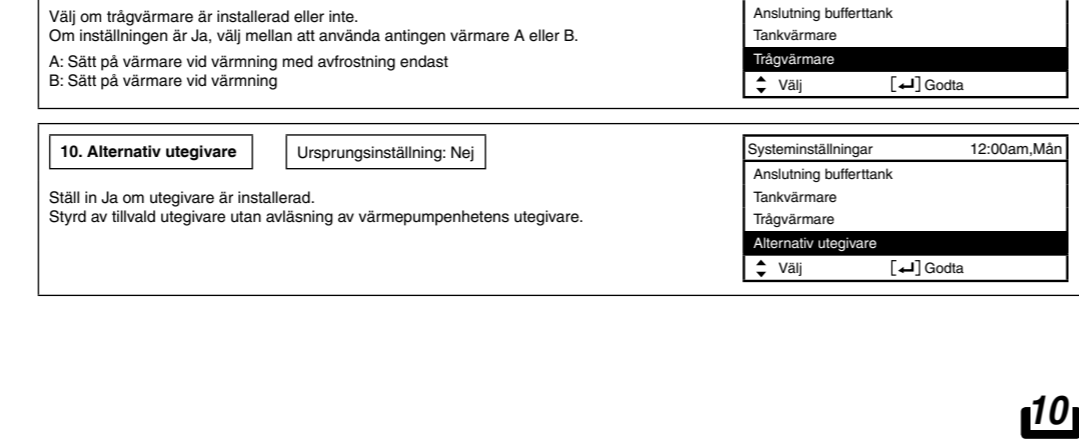 Välj om trågvärmare är installerad eller inte.
Om inställningen är Ja, välj mellan att använda antingen värmare A eller B.
A: Sätt på värmare vid värmning med avfrostning endast
B: Sätt på värmare vid värmning
Anslutning bufferttank
Tankvärmare
Trågvärmare
Välj [↵] Godta
10. Alternativ utegivare
Ursprungsinställning: Nej
Ställ in Ja om utegivare är installerad.
Styrd av tillvald utegivare utan avläsning av värmepumpenhetens utegivare.
Systeminställningar 12:00am,Mån
Anslutning bufferttank
Tankvärmare
Trågvärmare
Alternativ utegivare
Välj [↵] Godta
10